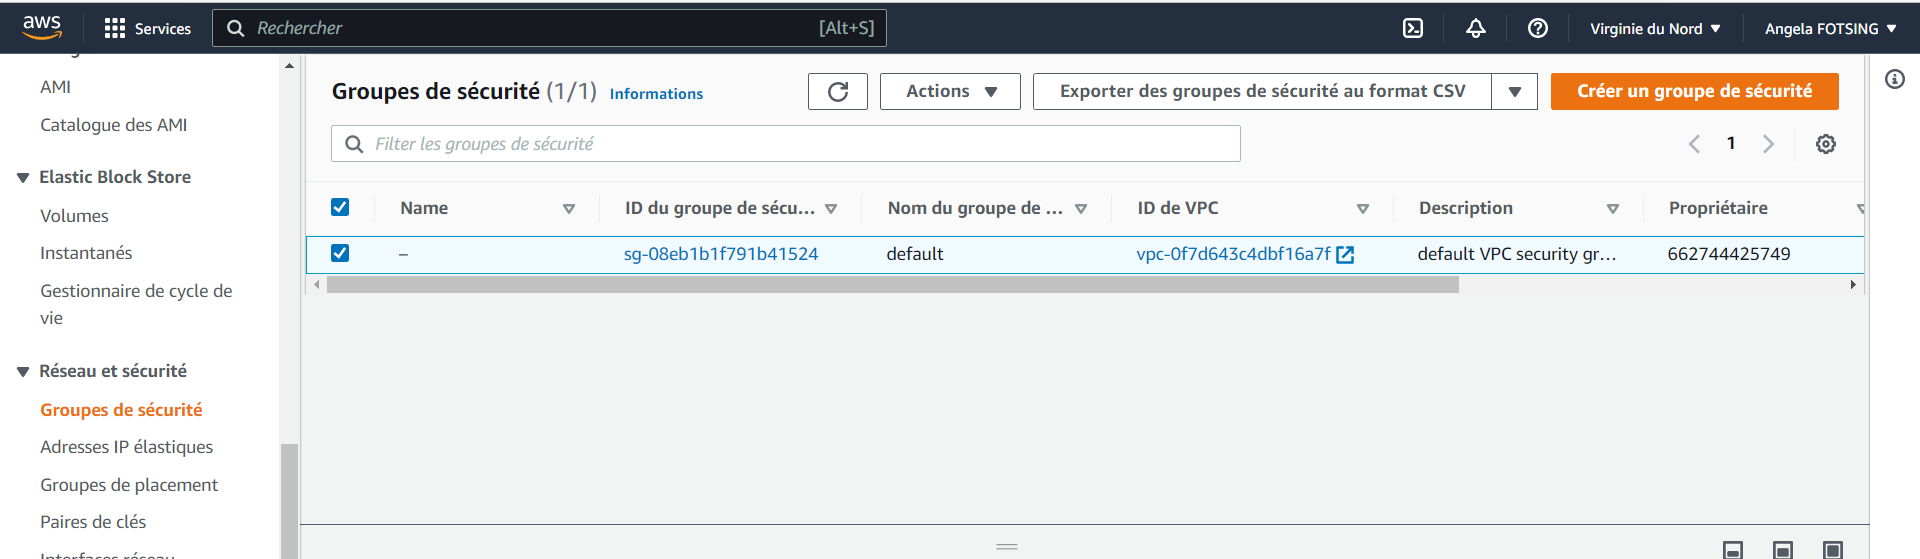 aws
Services
Rechercher
[Alt+S]
Virginie du Nord
Angela FOTSING
AMI
Catalogue des AMI
Elastic Block Store
Volumes
Instantanés
Gestionnaire de cycle de
vie
Réseau et sécurité
Groupes de sécurité
Adresses IP élastiques
Groupes de placement
Paires de clés
Interfaces réseau
Groupes de sécurité (1/1) Informations
Actions
Exporter des groupes de sécurité au format CSV
Créer un groupe de sécurité
Filter les groupes de sécurité
1
Name
ID du groupe de sécu...
Nom du groupe de ...
ID de VPC
Description
Propriétaire
–
sg-08eb1b1f791b41524
default
vpc-0f7d643c4dbf16a7f
default VPC security gr...
662744425749